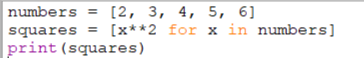 numbers = [2, 3, 4, 5, 6]
squares = [x**2 for x in numbers]
print(squares)